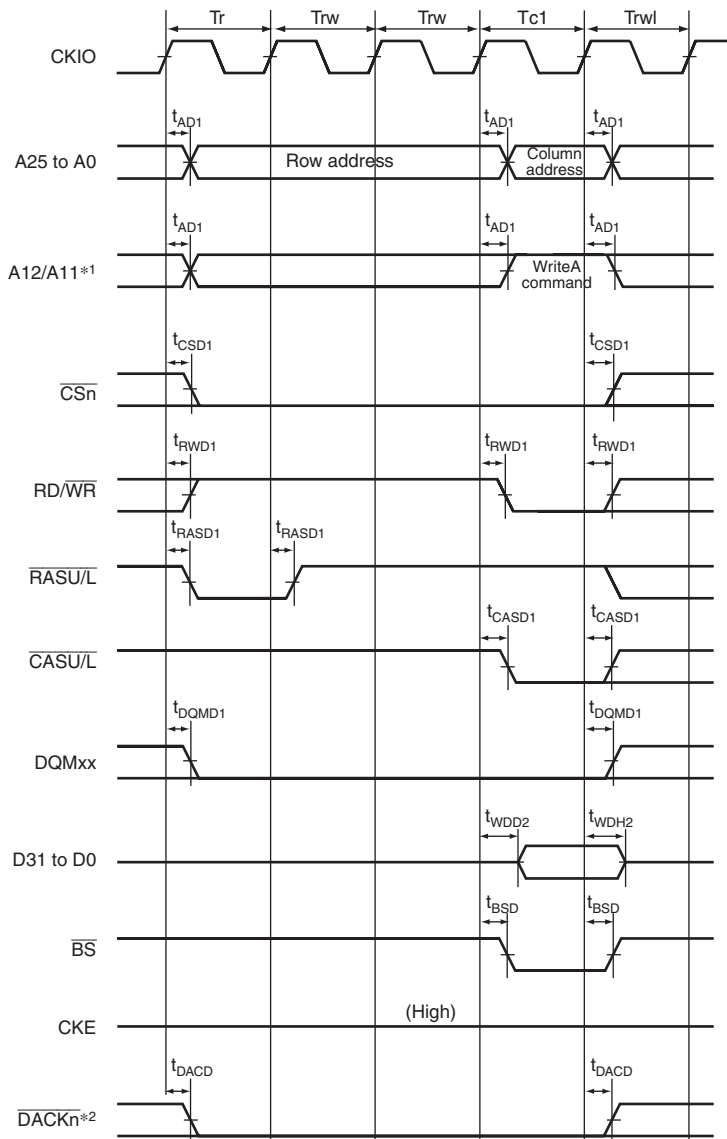 Tr Trw Trw Tc1 Trwl
CKIO
tAD1 tAD1 tAD1
A25 to A0 Row address Column address
tAD1 tAD1 tAD1
A12/A11*1 WriteA command
tCSD1 tCSD1
CSn
tRWD1 tRWD1 tRWD1
RD/WR
tRASD1 tRASD1
RASU/L
tCASD1 tCASD1
CASU/L
tDQMD1 tDQMD1
DQMxx
tWDD2 tWDH2
D31 to D0
tBSD tBSD
BS
(High)
CKE
tDACD tDACD
DACKn*2